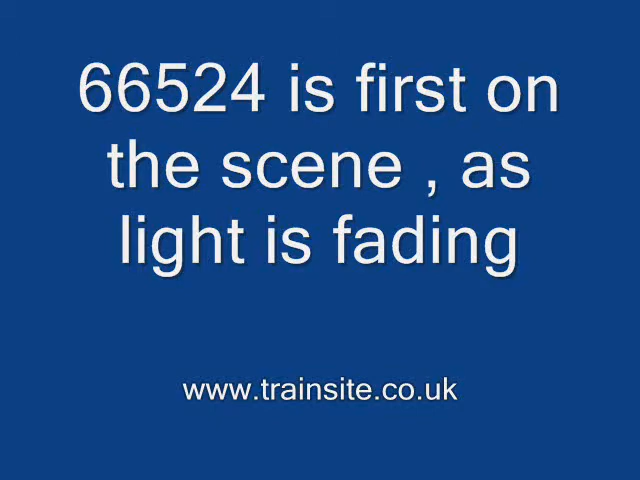 66524 is first on
the scene , as
light is fading
www.trainsite.co.uk